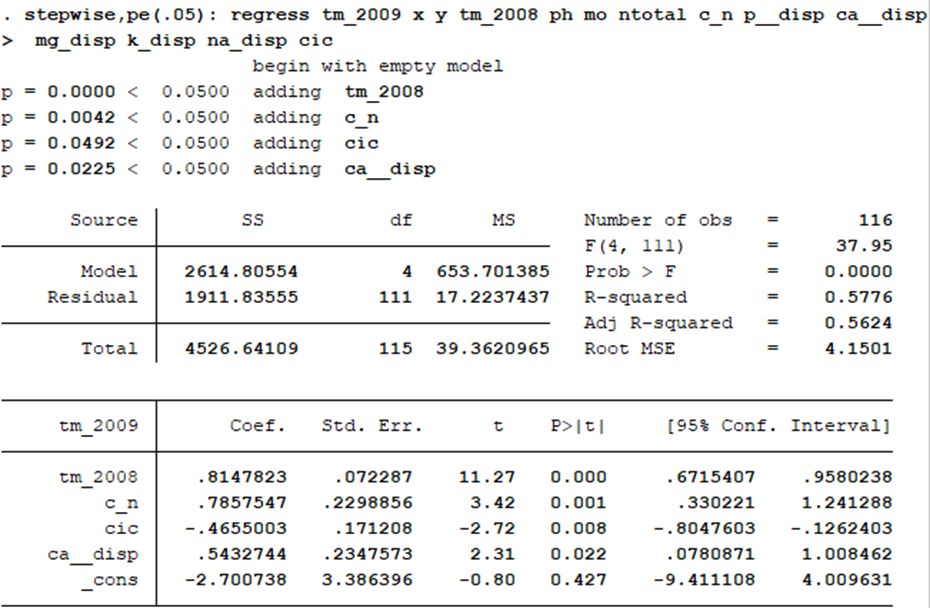 . stepwise,pe(.05): regress tm_2009 x y tm_2008 ph mo ntotal c_n p__disp ca__disp
>  mg_disp k_disp na_disp cic
begin with empty model
p = 0.0000 <  0.0500  adding  tm_2008
p = 0.0042 <  0.0500  adding  c_n
p = 0.0492 <  0.0500  adding  cic
p = 0.0225 <  0.0500  adding  ca__disp
Source | SS df MS Number of obs = 116
F(4, 111) = 37.95
Model | 2614.80554 4 653.701385 Prob > F = 0.0000
Residual | 1911.83555 111 17.2237437 R-squared = 0.5776
Adj R-squared = 0.5624
Total | 4526.64109 115 39.3620965 Root MSE = 4.1501
tm_2009 | Coef. Std. Err. t P>|t| [95% Conf. Interval]
tm_2008 | .8147823 .072287 11.27 0.000 .6715407 .9580238
c_n | .7857547 .2298856 3.42 0.001 .330221 1.241288
cic | -.4655003 .171208 -2.72 0.008 -.8047603 -.1262403
ca__disp | .5432744 .2347573 2.31 0.022 .0780871 1.008462
_cons | -2.700738 3.386396 -0.80 0.427 -9.411108 4.009631